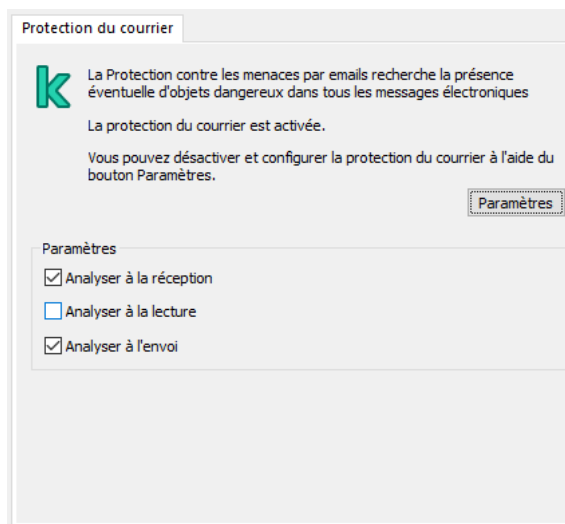 Protection du courrier
La Protection contre les menaces par emails recherche la présence
éventuelle d'objets dangereux dans tous les messages électroniques
La protection du courrier est activée.
Vous pouvez désactiver et configurer la protection du courrier à l'aide du
bouton Paramètres.
Paramètres
Paramètres
Analyser à la réception
Analyser à la lecture
Analyser à l'envoi